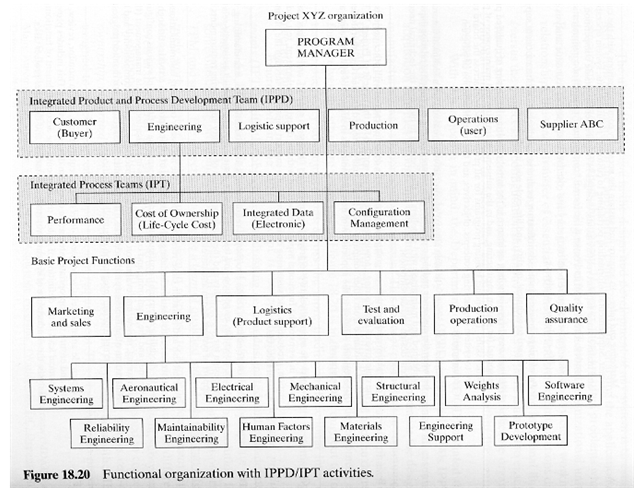 Project XYZ organization
PROGRAM
MANAGER
Integrated Product and Process Development Team (IPPD)
Customer
(Buyer)
Engineering
Logistic support
Production
Operations
(user)
Supplier ABC
Integrated Process Teams (IPT)
Performance
Cost of Ownership
(Life-Cycle Cost)
Integrated Data
(Electronic)
Configuration
Management
Basic Project Functions
Marketing
and sales
Engineering
Logistics
(Product support)
Test and
evaluation
Production
operations
Quality
assurance
Systems
Engineering
Aeronautical
Engineering
Electrical
Engineering
Mechanical
Engineering
Structural
Engineering
Weights
Analysis
Software
Engineering
Reliability
Engineering
Maintainability
Engineering
Human Factors
Engineering
Materials
Engineering
Engineering
Support
Prototype
Development
Figure 18.20 Functional organization with IPPD/IPT activities.